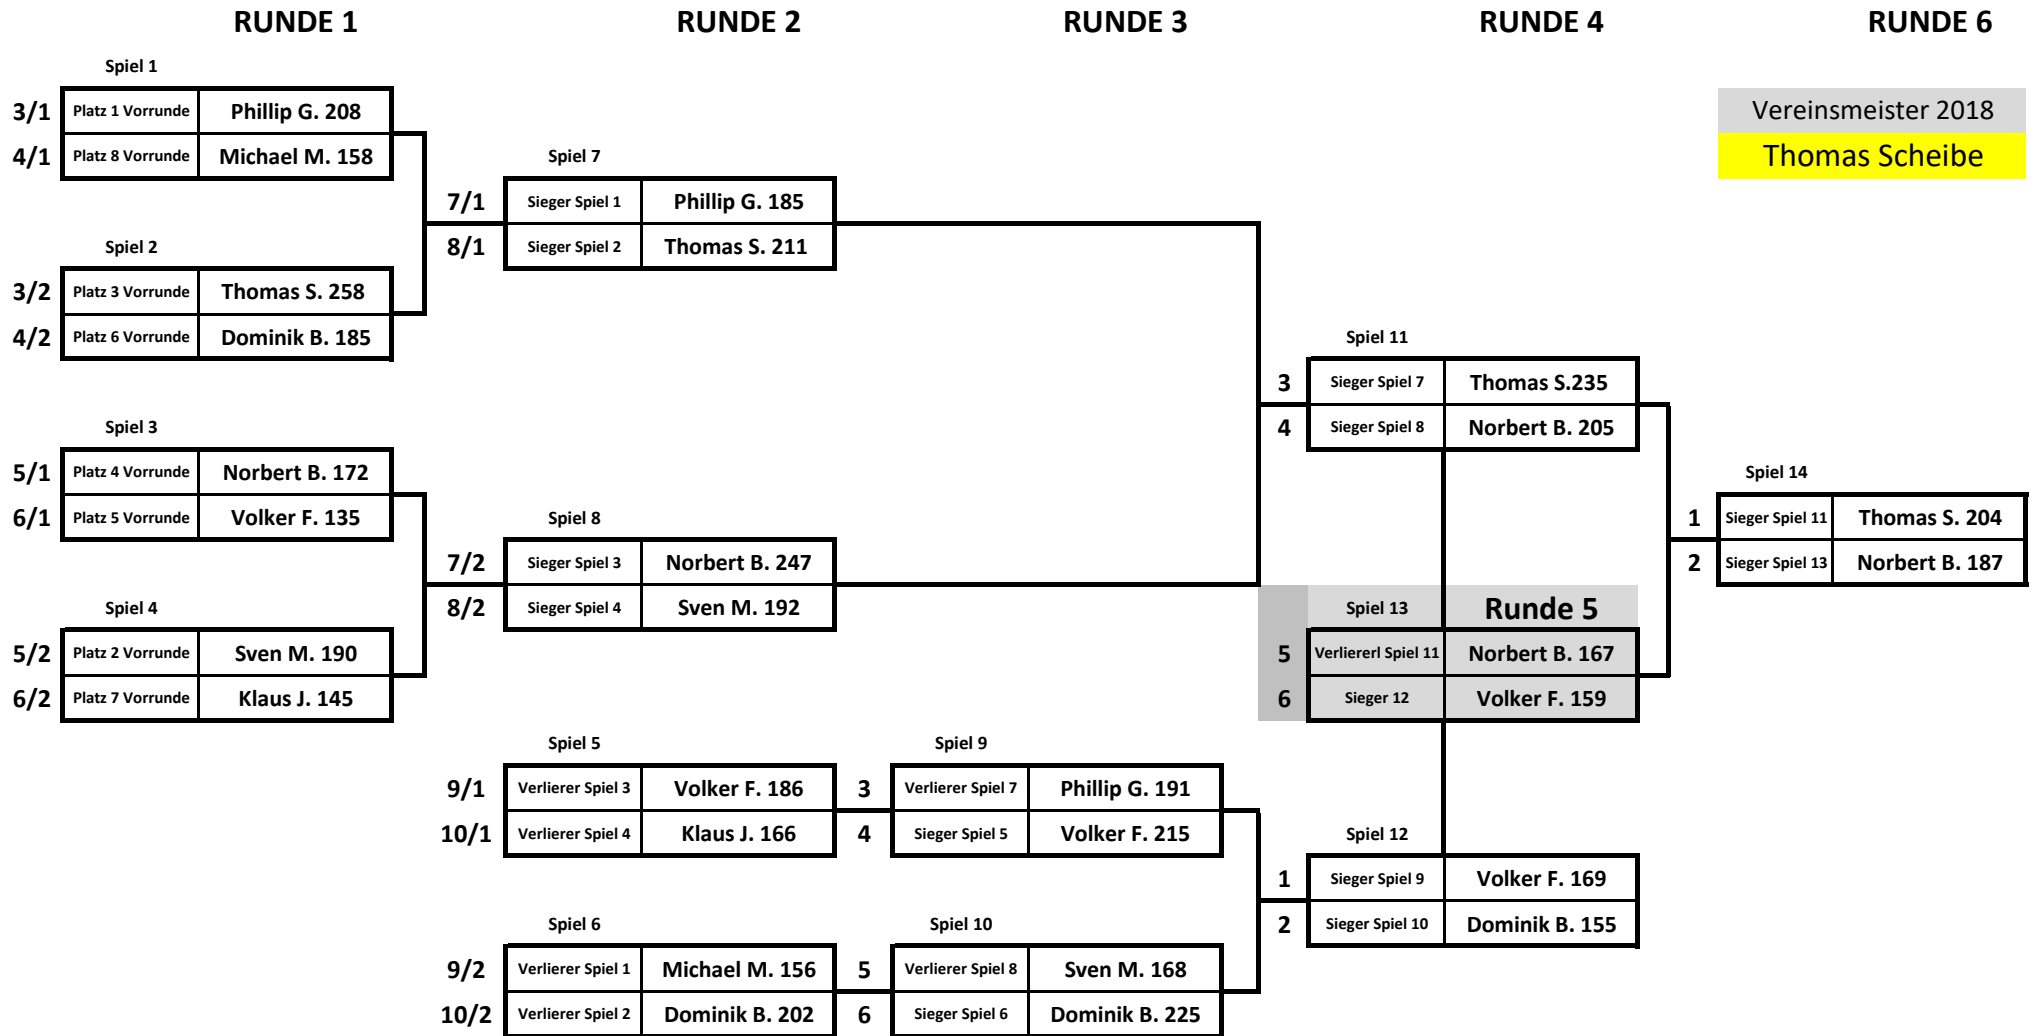 RUNDE 1 RUNDE 2 RUNDE 3 RUNDE 4 RUNDE 6
Spiel 1
3/1 Platz 1 Vorrunde Phillip G. 208
4/1 Platz 8 Vorrunde Michael M. 158
Spiel 2
3/2 Platz 3 Vorrunde Thomas S. 258
4/2 Platz 6 Vorrunde Dominik B. 185
Spiel 3
5/1 Platz 4 Vorrunde Norbert B. 172
6/1 Platz 5 Vorrunde Volker F. 135
Spiel 4
5/2 Platz 2 Vorrunde Sven M. 190
6/2 Platz 7 Vorrunde Klaus J. 145
Spiel 7
7/1 Sieger Spiel 1 Phillip G. 185
8/1 Sieger Spiel 2 Thomas S. 211
Spiel 8
7/2 Sieger Spiel 3 Norbert B. 247
8/2 Sieger Spiel 4 Sven M. 192
Spiel 5
9/1 Verlierer Spiel 3 Volker F. 186
10/1 Verlierer Spiel 4 Klaus J. 166
Spiel 6
9/2 Verlierer Spiel 1 Michael M. 156
10/2 Verlierer Spiel 2 Dominik B. 202
Spiel 9
3 Verlierer Spiel 7 Phillip G. 191
4 Sieger Spiel 5 Volker F. 215
Spiel 10
5 Verlierer Spiel 8 Sven M. 168
6 Sieger Spiel 6 Dominik B. 225
Spiel 11
3 Sieger Spiel 7 Thomas S.235
4 Sieger Spiel 8 Norbert B. 205
Spiel 13 Runde 5
5 Verliererl Spiel 11 Norbert B. 167
6 Sieger 12 Volker F. 159
Spiel 12
1 Sieger Spiel 9 Volker F. 169
2 Sieger Spiel 10 Dominik B. 155
Vereinsmeister 2018
Thomas Scheibe
Spiel 14
1 Sieger Spiel 11 Thomas S. 204
2 Sieger Spiel 13 Norbert B. 187